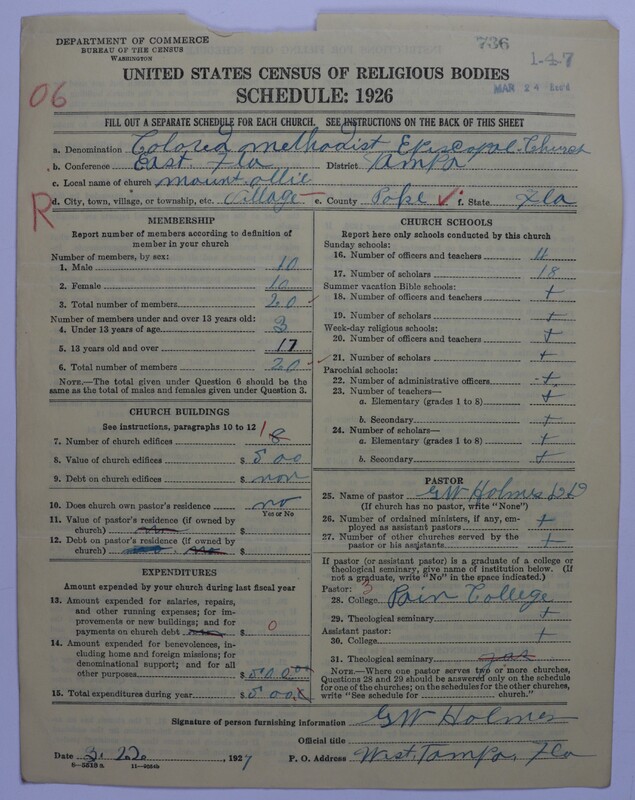 DEPARTMENT OF COMMERCE
BUREAU OF THE CENSUS
WASHINGTON
736
1-4-7
MAR 24
06
UNITED STATES CENSUS OF RELIGIOUS BODIES
SCHEDULE: 1926
FILL OUT A SEPARATE SCHEDULE FOR EACH CHURCH. SEE INSTRUCTIONS ON THE BACK OF THIS SHEET
a. Denomination Colored methodist Episcopal Church
b. Conference East. Fla District Tampa
c. Local name of church mount ollie
R
d. City, town, village, or township, etc. village e. County Poke f. State. Fla
MEMBERSHIP
Report number of members according to definition of
member in your church
Number of members, by sex:
1. Male 10
2. Female 10
3. Total number of members 20
Number of members under and over 13 years old:
4. Under 13 years of age 3
5. 13 years old and over 17
6. Total number of members 20
NOTE.—The total given under Question 6 should be
the same as the total of males and females given under Question 3.
CHURCH BUILDINGS
See instructions, paragraphs 10 to 12
7. Number of church edifices 1
8. Value of church edifices $ 500
9. Debt on church edifices $ non
10. Does church own pastor's residence no
Yes or No
11. Value of pastor's residence (if owned by
church) $
12. Debt on pastor's residence (if owned by
church) $
EXPENDITURES
Amount expended by your church during last fiscal year
13. Amount expended for salaries, repairs,
and other running expenses; for im-
provements or new buildings; and for
payments on church debt $ 0
14. Amount expended for benevolences, in-
cluding home and foreign missions; for
denominational support; and for all
other purposes $
15. Total expenditures during year $
CHURCH SCHOOLS
Report here only schools conducted by this church
Sunday schools:
16. Number of officers and teachers
17. Number of scholars 18
Summer vacation Bible schools:
18. Number of officers and teachers +
19. Number of scholars +
Week-day religious schools:
20. Number of officers and teachers +
21. Number of scholars +
Parochial schools:
22. Number of administrative officers +
23. Number of teachers—
a. Elementary (grades 1 to 8) +
b. Secondary +
24. Number of scholars—
a. Elementary (grades 1 to 8) +
b. Secondary +
PASTOR
25. Name of pastor GW Holmes
(If church has no pastor, write "None")
26. Number of ordained ministers, if any, em-
ployed as assistant pastors +
27. Number of other churches served by the
pastor or his assistants +
If pastor (or assistant pastor) is a graduate of a college or
theological seminary, give name of institution below. (If
not a graduate, write "No" in the space indicated.)
Pastor: 3
28. College Pain College
29. Theological seminary +
Assistant pastor:
30. College +
31. Theological seminary
NOTE.—Where one pastor serves two or more churches,
Questions 28 and 29 should be answered only on the schedule
for one of the churches; on the schedules for the other churches,
write "See schedule for church."
Signature of person furnishing information GW Holmes
Official title
Date 3. 22 , 1927 P. O. Address West Tampa, Fla